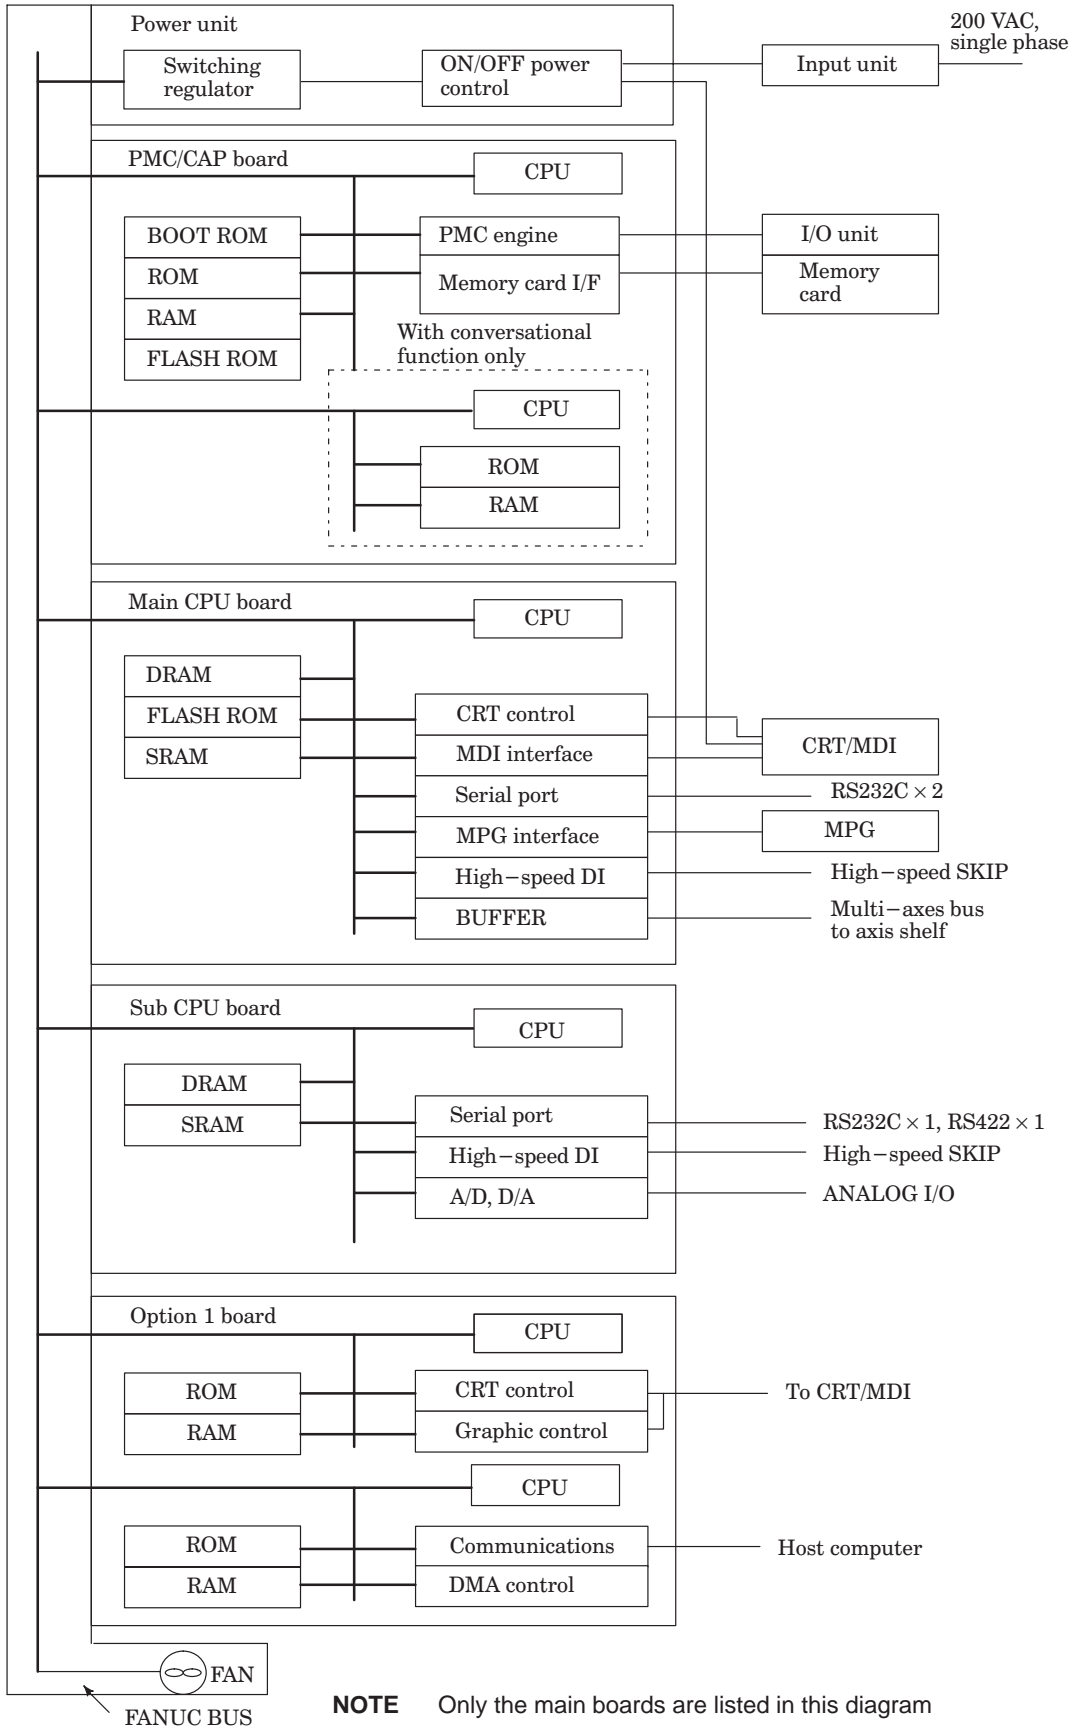 Power unit
200 VAC,
single phase
Switching
regulator
ON/OFF power
control
Input unit
PMC/CAP board
CPU
BOOT ROM
ROM
RAM
FLASH ROM
PMC engine
Memory card I/F
I/O unit
Memory
card
With conversational
function only
CPU
ROM
RAM
Main CPU board
CPU
DRAM
FLASH ROM
SRAM
CRT control
MDI interface
Serial port
MPG interface
High−speed DI
BUFFER
CRT/MDI
RS232C × 2
MPG
High−speed SKIP
Multi−axes bus
to axis shelf
Sub CPU board
CPU
DRAM
SRAM
Serial port
High−speed DI
A/D, D/A
RS232C × 1, RS422 × 1
High−speed SKIP
ANALOG I/O
Option 1 board
CPU
ROM
RAM
CRT control
Graphic control
To CRT/MDI
CPU
ROM
RAM
Communications
DMA control
Host computer
FAN
FANUC BUS
NOTE Only the main boards are listed in this diagram